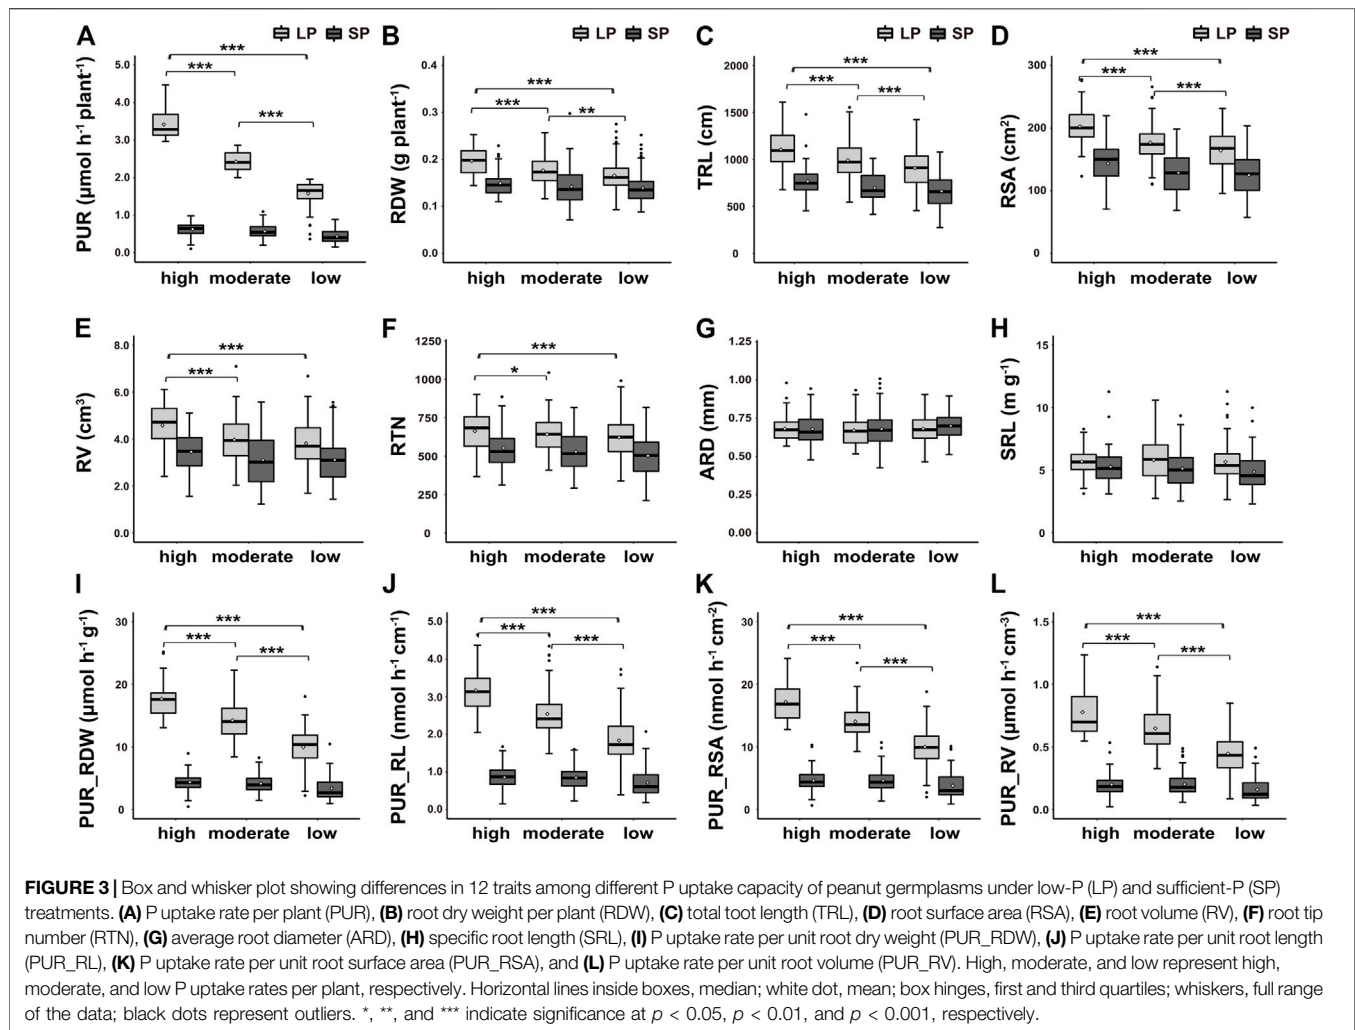 A LP SP
PUR (µmol h-1 plant-1)
5.0
4.0
3.0
2.0
1.0
0.0
***
***
***
high moderate low
B LP SP
RDW (g plant-1)
0.4
0.3
0.2
0.1
0.0
***
***
**
high moderate low
C LP SP
TRL (cm)
2000
1500
1000
500
0
***
***
***
high moderate low
D LP SP
RSA (cm2)
300
200
100
0
***
***
***
high moderate low
E
RV (cm3)
8.0
6.0
4.0
2.0
0.0
***
***
high moderate low
F
RTN
1250
1000
750
500
250
0
***
*
high moderate low
G
ARD (mm)
1.25
1.00
0.75
0.50
0.25
0.00
high moderate low
H
SRL (m g-1)
15
10
5
0
high moderate low
I
PUR_RDW (µmol h-1 g-1)
30
20
10
0
***
***
***
high moderate low
J
PUR_RL (nmol h-1 cm-1)
5.0
4.0
3.0
2.0
1.0
0.0
***
***
***
high moderate low
K
PUR_RSA (nmol h-1 cm-2)
30
20
10
0
***
***
***
high moderate low
L
PUR_RV (µmol h-1 cm-3)
1.5
1.0
0.5
0.0
***
***
***
high moderate low
FIGURE 3 | Box and whisker plot showing differences in 12 traits among different P uptake capacity of peanut germplasms under low-P (LP) and sufficient-P (SP)
treatments. (A) P uptake rate per plant (PUR), (B) root dry weight per plant (RDW), (C) total toot length (TRL), (D) root surface area (RSA), (E) root volume (RV), (F) root tip
number (RTN), (G) average root diameter (ARD), (H) specific root length (SRL), (I) P uptake rate per unit root dry weight (PUR_RDW), (J) P uptake rate per unit root length
(PUR_RL), (K) P uptake rate per unit root surface area (PUR_RSA), and (L) P uptake rate per unit root volume (PUR_RV). High, moderate, and low represent high,
moderate, and low P uptake rates per plant, respectively. Horizontal lines inside boxes, median; white dot, mean; box hinges, first and third quartiles; whiskers, full range
of the data; black dots represent outliers. *, **, and *** indicate significance at p < 0.05, p < 0.01, and p < 0.001, respectively.